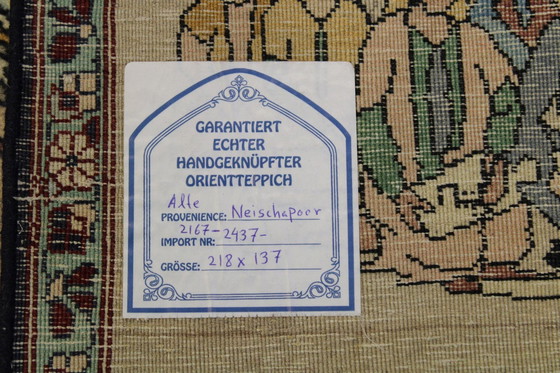 GARANTIERT
ECHTER
HANDGEKNÜPFTER
ORIENTTEPPICH
Alte
PROVENIENCE: Neischapoor
2167-2437-
IMPORT NR:
GRÖSSE: 218 x 137